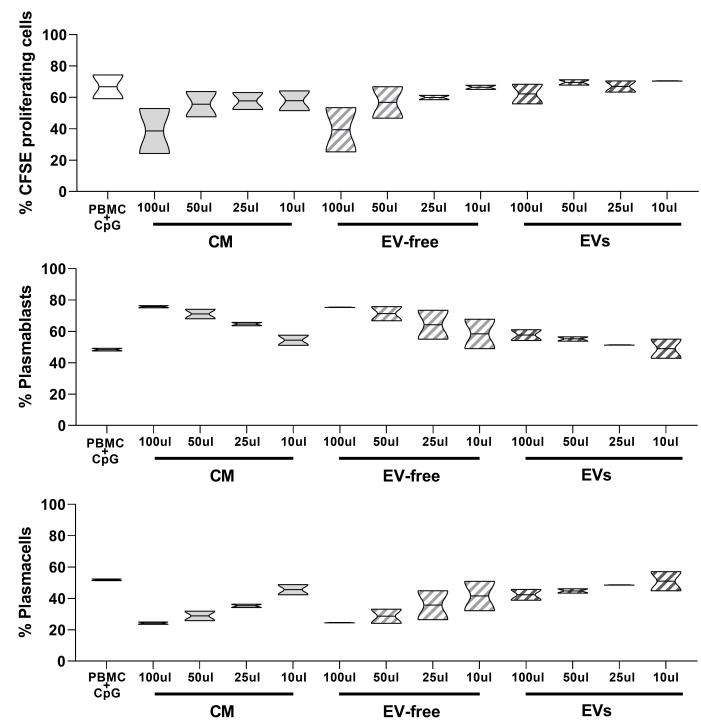 % CFSE proliferating cells
100
80
60
40
20
0
PBMC
+
CpG
100ul 50ul 25ul 10ul 100ul 50ul 25ul 10ul 100ul 50ul 25ul 10ul
CM EV-free EVs
% Plasmablasts
100
80
60
40
20
0
PBMC
+
CpG
100ul 50ul 25ul 10ul 100ul 50ul 25ul 10ul 100ul 50ul 25ul 10ul
CM EV-free EVs
% Plasmacells
100
80
60
40
20
0
PBMC
+
CpG
100ul 50ul 25ul 10ul 100ul 50ul 25ul 10ul 100ul 50ul 25ul 10ul
CM EV-free EVs